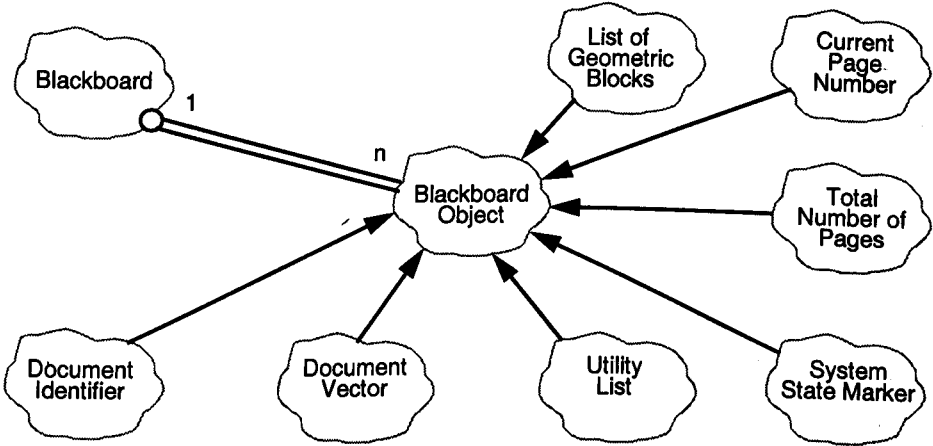 Blackboard
1
n
List of
Geometric
Blocks
Current
Page
Number
Blackboard
Object
Total
Number of
Pages
Document
Identifier
Document
Vector
Utility
List
System
State Marker